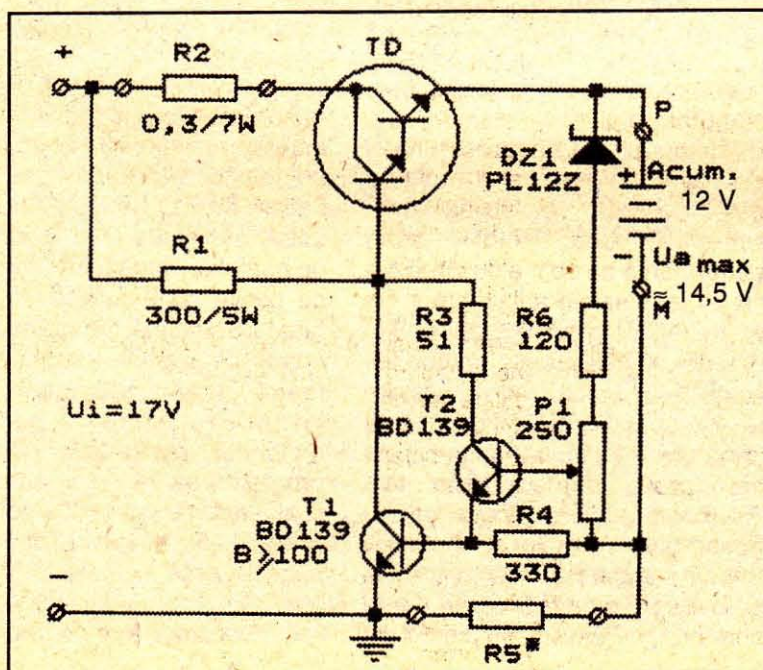 +
R2
0,3/7W
TD
R1
300/5W
DZ1
PL12Z
P
+
Acum.
12 V
-
Ua max
≈ 14,5 V
M
R3
51
R6
120
Ui=17V
T2
BD139
P1
250
T1
BD139
B≥100
R4
330
-
R5*